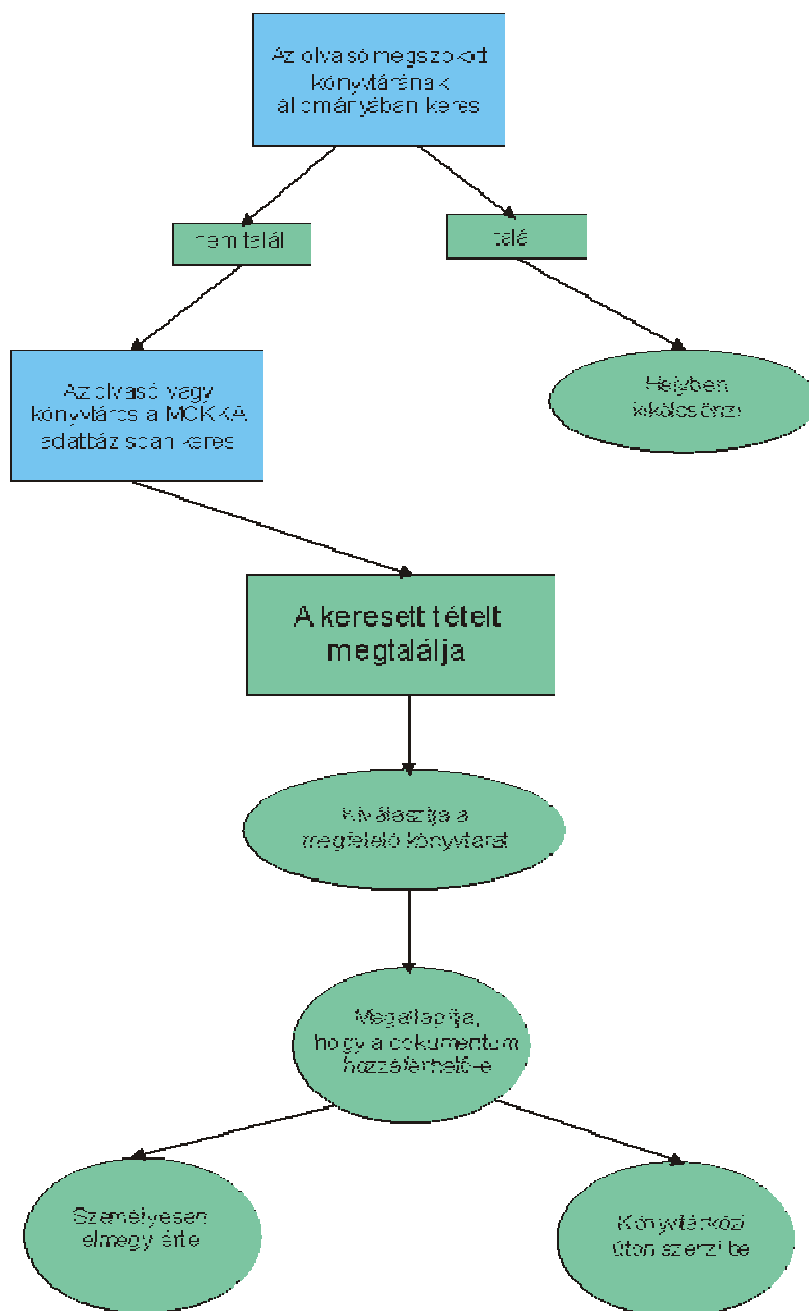 Az olvasó megszokott
könyvtárának
állományában keres
nem talál
talál
Az olvasó vagy
könyvtáros a MOKKA
adatbázisban keres
Helyben
kikölcsönzi
A keresett tételt
megtalálja
Kiválasztja a
megfelelő könyvtárat
Megállapítja,
hogy a dokumentum
hozzáférhető-e
Személyesen
elmegy érte
Könyvtárközi
úton szerzi be